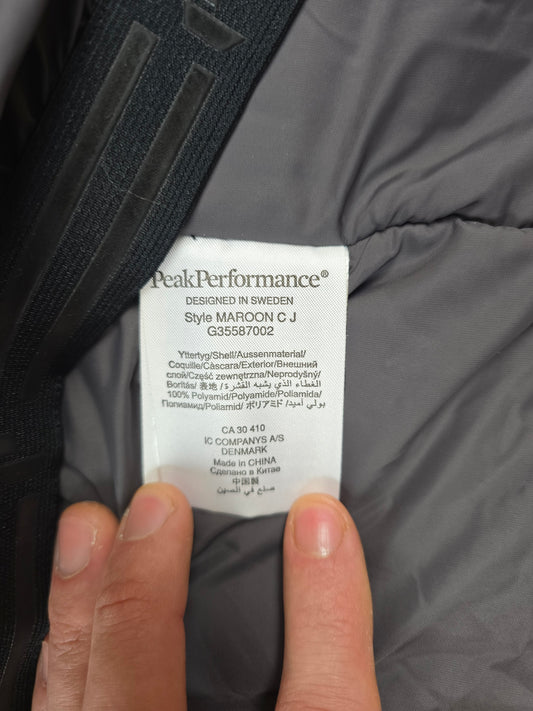 PeakPerformance®
DESIGNED IN SWEDEN
Style MAROON C J
G35587002
Yttertyg/Shell/Aussenmaterial/
Coquille/Càscara/Exterior/Внешний
слой/Część zewnętrzna/Neprodyšný/
Borítás/ 表地 / الغطاء الذي يشبه القشرة/
100% Polyamid/Polyamide/Poliamida/
Полиамид/Poliamid/ ポリアミド / بولي أميد/
CA 30 410
IC COMPANYS A/S
DENMARK
Made in CHINA
Сделано в Китае
中国製
صنع في الصين